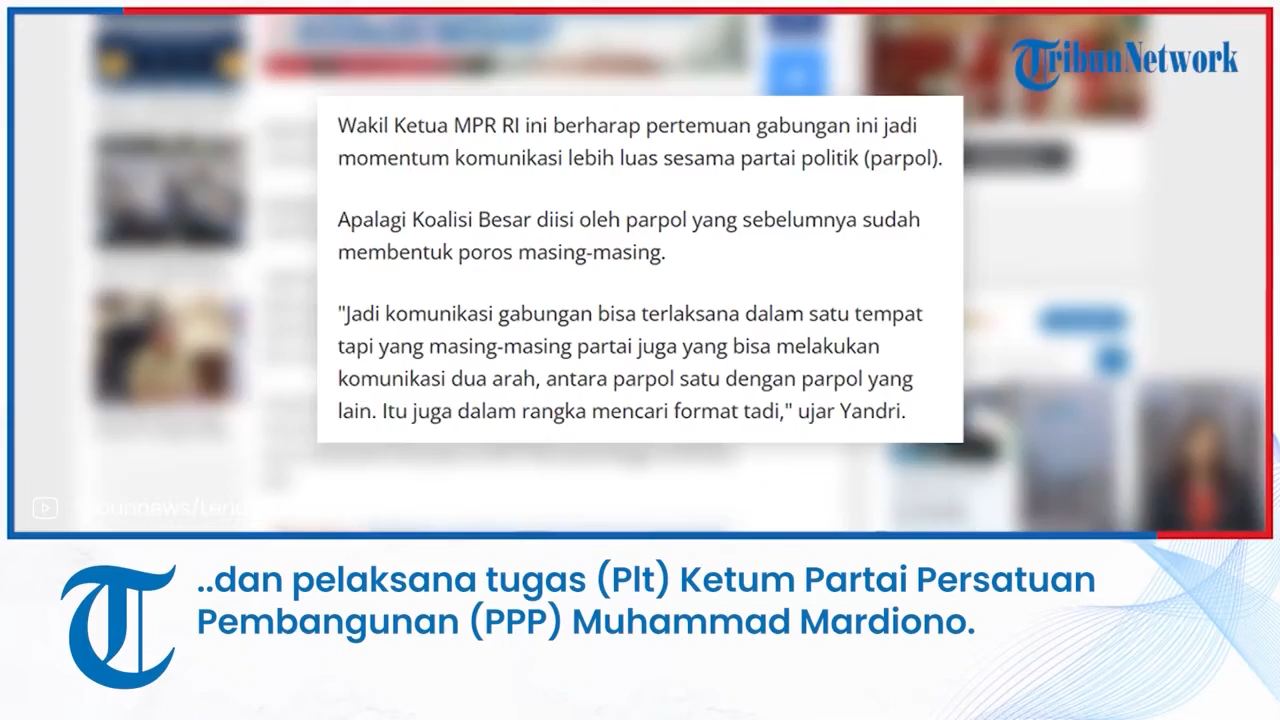 TribunNetwork
Wakil Ketua MPR RI ini berharap pertemuan gabungan ini jadi
momentum komunikasi lebih luas sesama partai politik (parpol).
Apalagi Koalisi Besar diisi oleh parpol yang sebelumnya sudah
membentuk poros masing-masing.
"Jadi komunikasi gabungan bisa terlaksana dalam satu tempat
tapi yang masing-masing partai juga yang bisa melakukan
komunikasi dua arah, antara parpol satu dengan parpol yang
lain. Itu juga dalam rangka mencari format tadi," ujar Yandri.
..dan pelaksana tugas (Plt) Ketum Partai Persatuan
Pembangunan (PPP) Muhammad Mardiono.